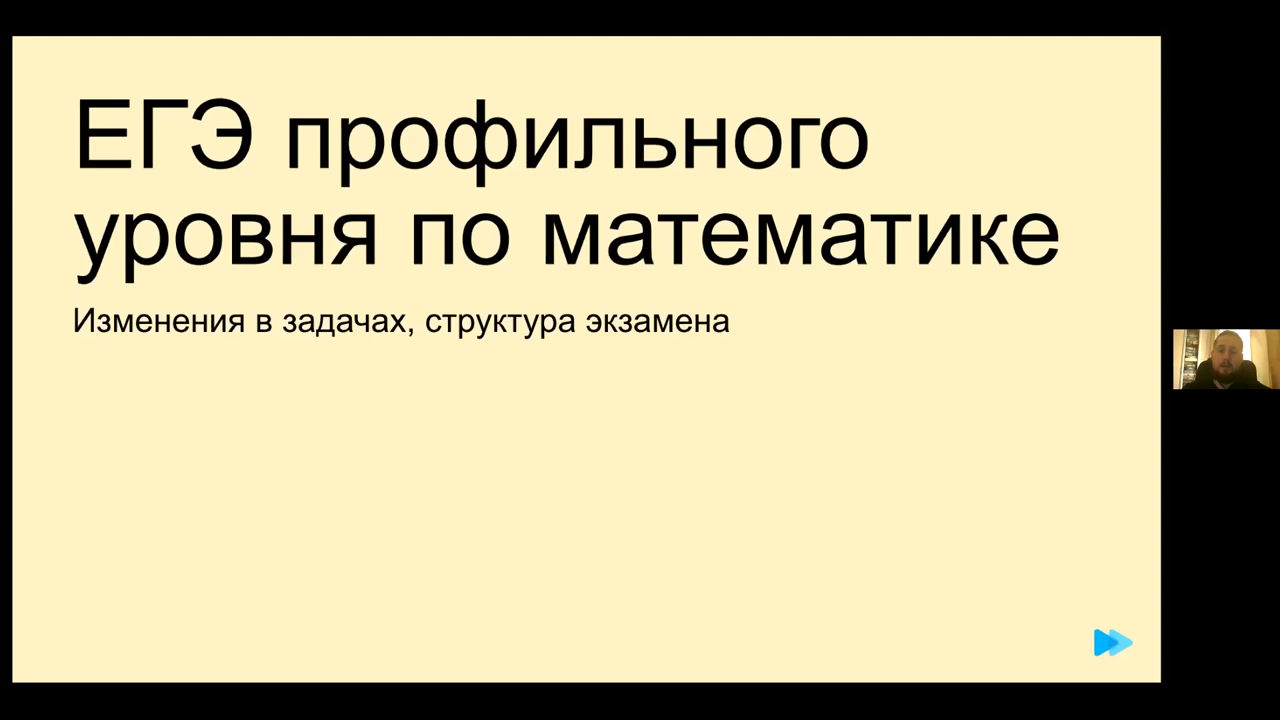 ЕГЭ профильного
уровня по математике
Изменения в задачах, структура экзамена